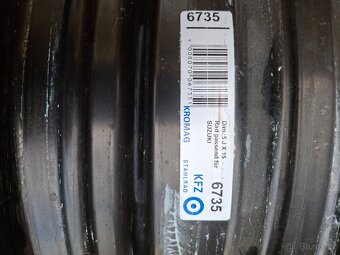 6735
6735
Dim.:5 J X 15
Rad passend für
SUZUKI
KROMAG
STAHLRAD
KFZ